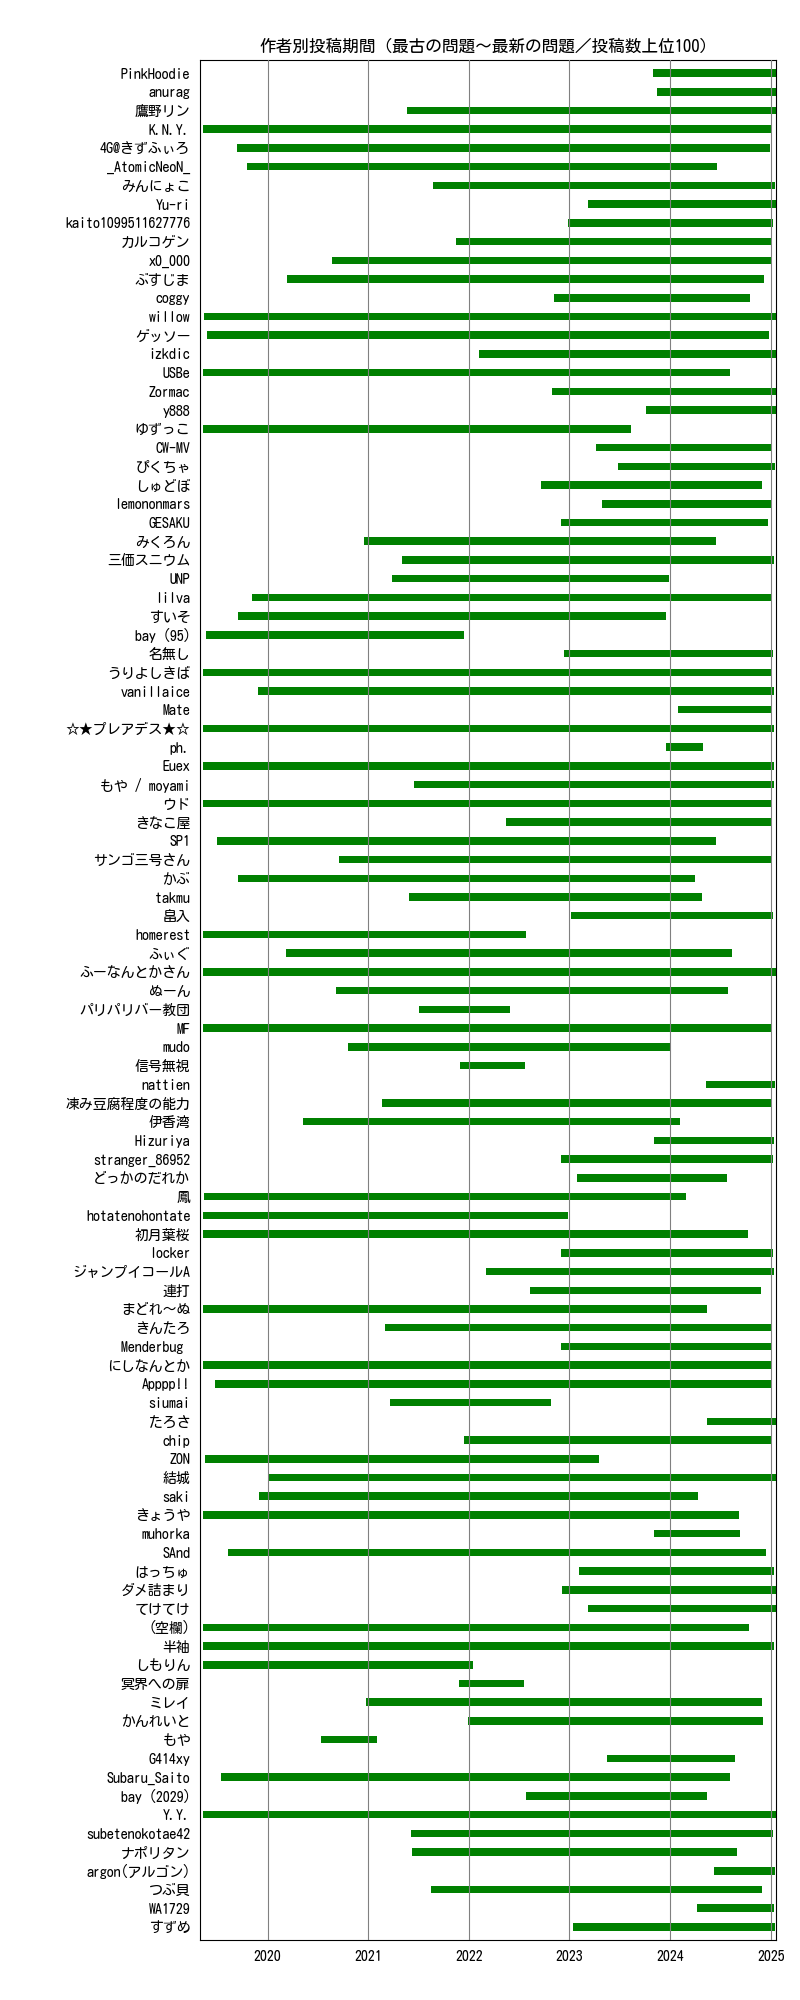 作者別投稿期間（最古の問題～最新の問題／投稿数上位100）
PinkHoodie
anurag
鷹野リン
K.N.Y.
4G@きずふぃろ
_AtomicNeoN_
みんにょこ
Yu-ri
kaito1099511627776
カルコゲン
x0_000
ぶすじま
coggy
willow
ゲッソー
izkdic
USBe
Zormac
y888
ゆずっこ
CW-MV
ぴくちゃ
しゅどぼ
lemononmars
GESAKU
みくろん
三価スニウム
UNP
lilva
すいそ
bay (95)
名無し
うりよしきば
vanillaice
Mate
☆★プレアデス★☆
ph.
Euex
もや / moyami
ウド
きなこ屋
SP1
サンゴ三号さん
かぶ
takmu
畠入
homerest
ふぃぐ
ふーなんとかさん
ぬーん
パリパリバー教団
MF
mudo
信号無視
nattien
凍み豆腐程度の能力
伊香湾
Hizuriya
stranger_86952
どっかのだれか
鳳
hotatenohontate
初月葉桜
locker
ジャンプイコールA
連打
まどれ～ぬ
きんたろ
Menderbug
にしなんとか
Appppll
siumai
たろさ
chip
ZON
結城
saki
きょうや
muhorka
SAnd
はっちゅ
ダメ詰まり
てけてけ
(空欄)
半袖
しもりん
冥界への扉
ミレイ
かんれいと
もや
G414xy
Subaru_Saito
bay (2029)
Y.Y.
subetenokotae42
ナポリタン
argon(アルゴン)
つぶ貝
WA1729
すずめ
2020 2021 2022 2023 2024 2025